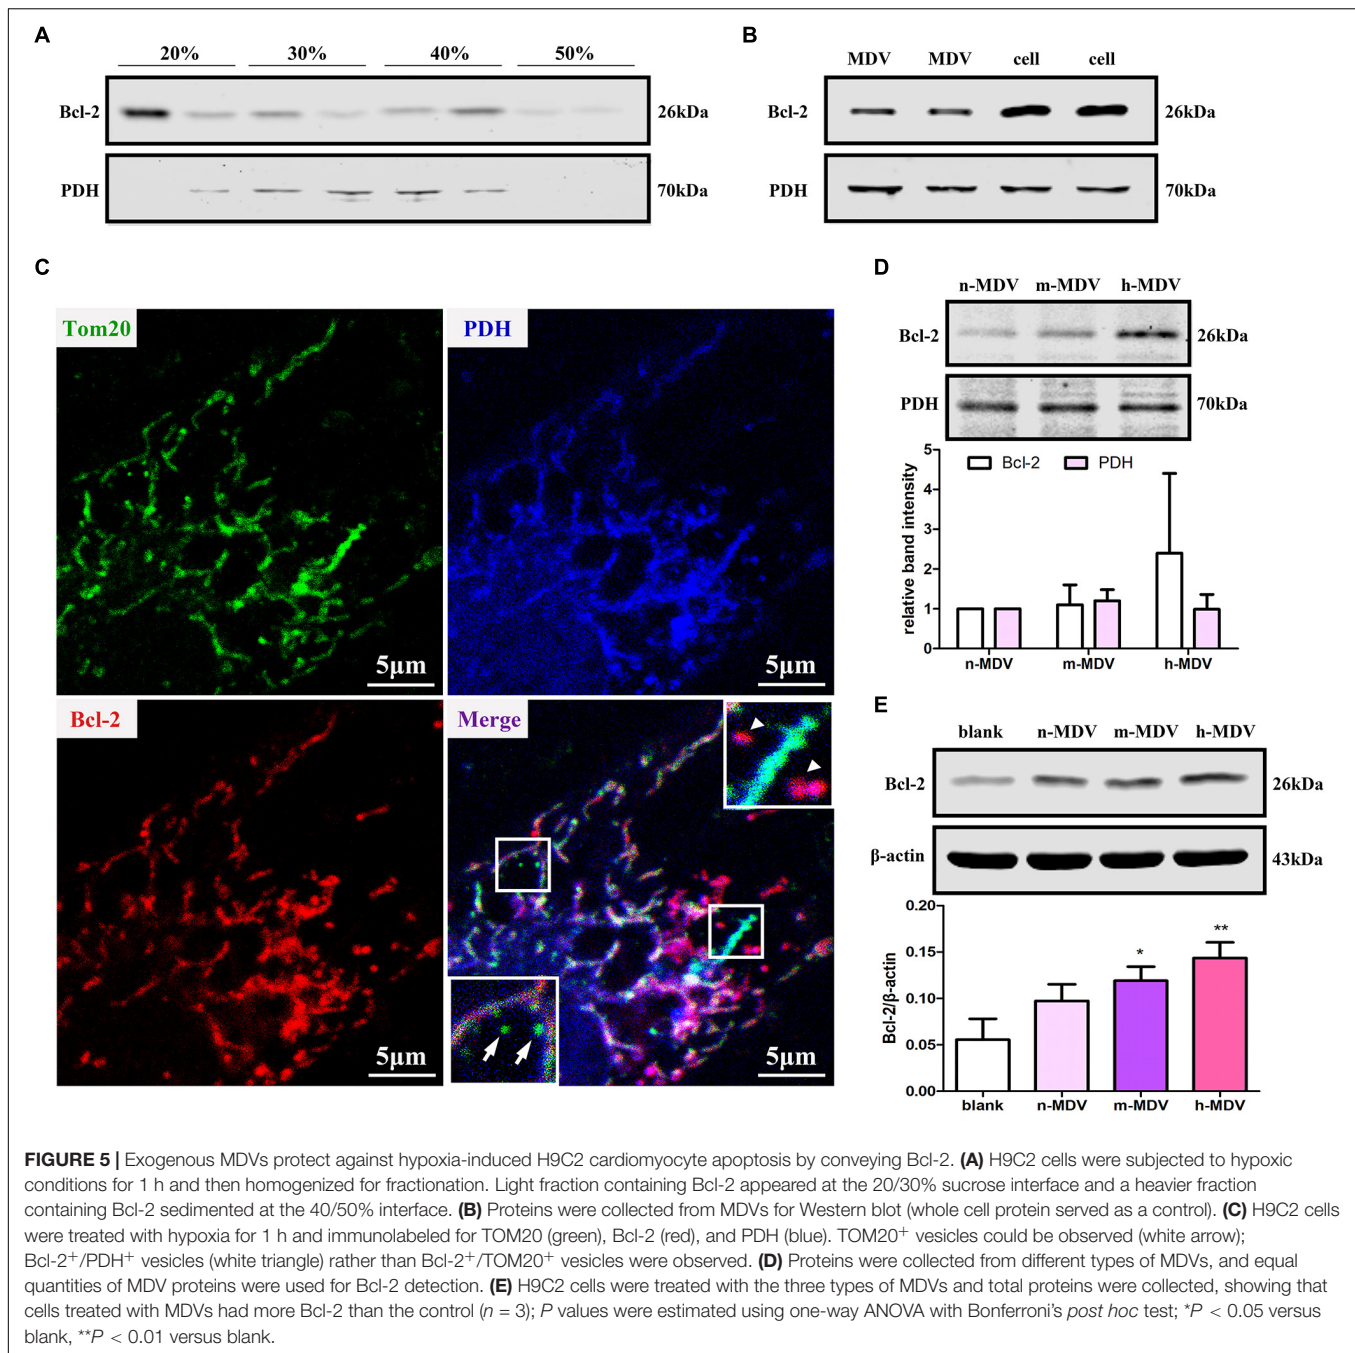 A
20% 30% 40% 50%
Bcl-2 26kDa
PDH 70kDa
B
MDV MDV cell cell
Bcl-2 26kDa
PDH 70kDa
C
Tom20
5μm
PDH
5μm
Bcl-2
5μm
Merge
5μm
D
n-MDV m-MDV h-MDV
Bcl-2 26kDa
PDH 70kDa
relative band intensity
5
4
3
2
1
0
Bcl-2 PDH
n-MDV m-MDV h-MDV
E
blank n-MDV m-MDV h-MDV
Bcl-2 26kDa
β-actin 43kDa
Bcl-2/β-actin
0.20
0.15
0.10
0.05
0.00
* **
blank n-MDV m-MDV h-MDV
FIGURE 5 | Exogenous MDVs protect against hypoxia-induced H9C2 cardiomyocyte apoptosis by conveying Bcl-2. (A) H9C2 cells were subjected to hypoxic
conditions for 1 h and then homogenized for fractionation. Light fraction containing Bcl-2 appeared at the 20/30% sucrose interface and a heavier fraction
containing Bcl-2 sedimented at the 40/50% interface. (B) Proteins were collected from MDVs for Western blot (whole cell protein served as a control). (C) H9C2 cells
were treated with hypoxia for 1 h and immunolabeled for TOM20 (green), Bcl-2 (red), and PDH (blue). TOM20+ vesicles could be observed (white arrow);
Bcl-2+/PDH+ vesicles (white triangle) rather than Bcl-2+/TOM20+ vesicles were observed. (D) Proteins were collected from different types of MDVs, and equal
quantities of MDV proteins were used for Bcl-2 detection. (E) H9C2 cells were treated with the three types of MDVs and total proteins were collected, showing that
cells treated with MDVs had more Bcl-2 than the control (n = 3); P values were estimated using one-way ANOVA with Bonferroni's post hoc test; *P < 0.05 versus
blank, **P < 0.01 versus blank.